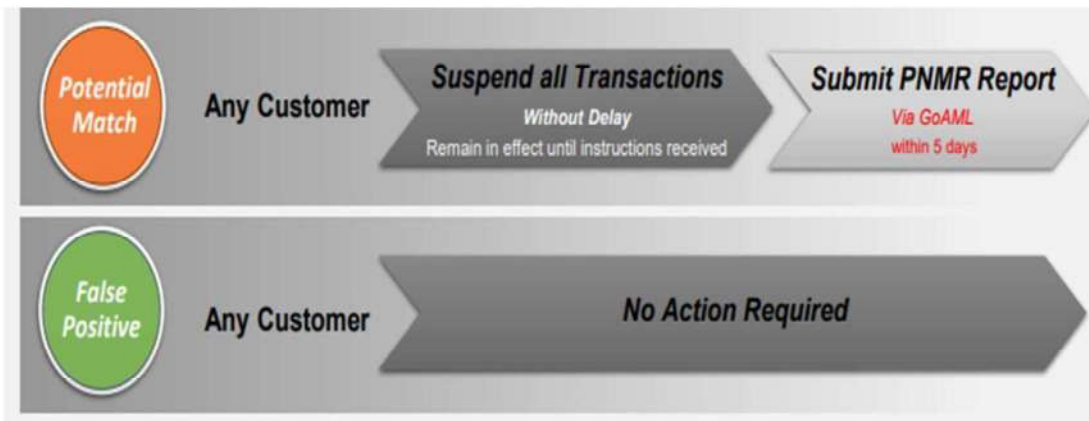 Potential
Match
Any Customer
Suspend all Transactions
Without Delay
Remain in effect until instructions received
Submit PNMR Report
Via GoAML
within 5 days
False
Positive
Any Customer
No Action Required